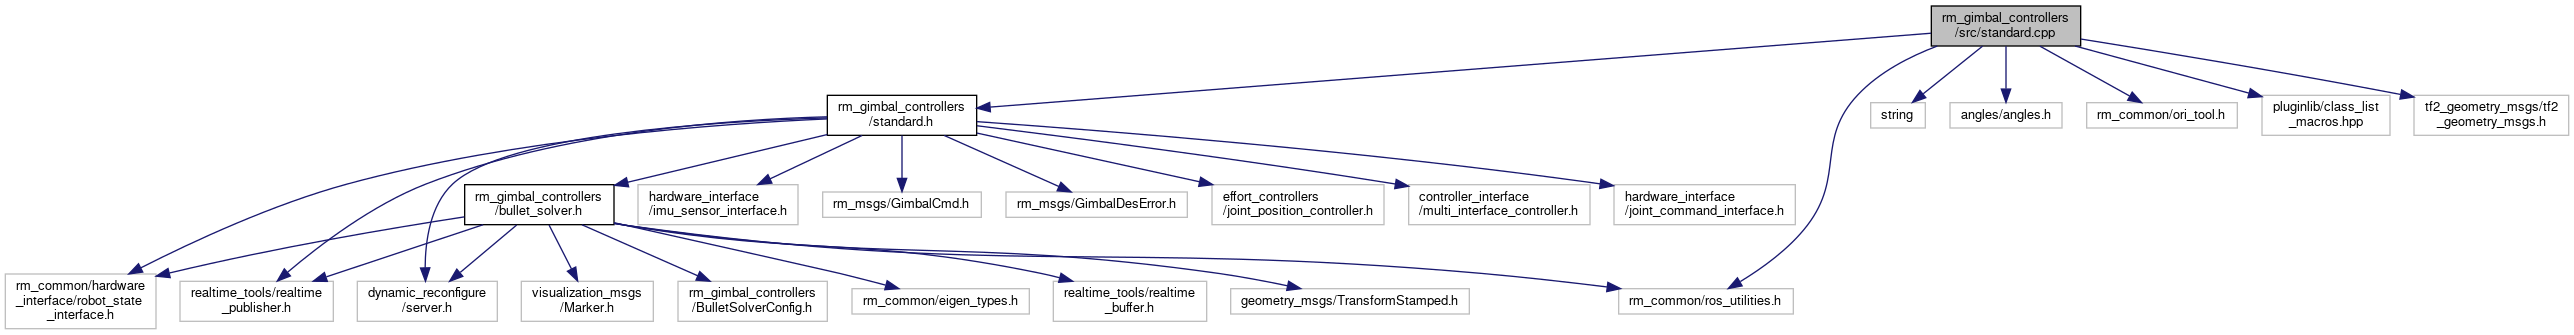 rm_gimbal_controllers
/src/standard.cpp
rm_gimbal_controllers
/standard.h
string
angles/angles.h
rm_common/ori_tool.h
pluginlib/class_list
_macros.hpp
tf2_geometry_msgs/tf2
_geometry_msgs.h
rm_gimbal_controllers
/bullet_solver.h
hardware_interface
/imu_sensor_interface.h
rm_msgs/GimbalCmd.h
rm_msgs/GimbalDesError.h
effort_controllers
/joint_position_controller.h
controller_interface
/multi_interface_controller.h
hardware_interface
/joint_command_interface.h
rm_common/hardware
_interface/robot_state
_interface.h
realtime_tools/realtime
_publisher.h
dynamic_reconfigure
/server.h
visualization_msgs
/Marker.h
rm_gimbal_controllers
/BulletSolverConfig.h
rm_common/eigen_types.h
realtime_tools/realtime
_buffer.h
geometry_msgs/TransformStamped.h
rm_common/ros_utilities.h